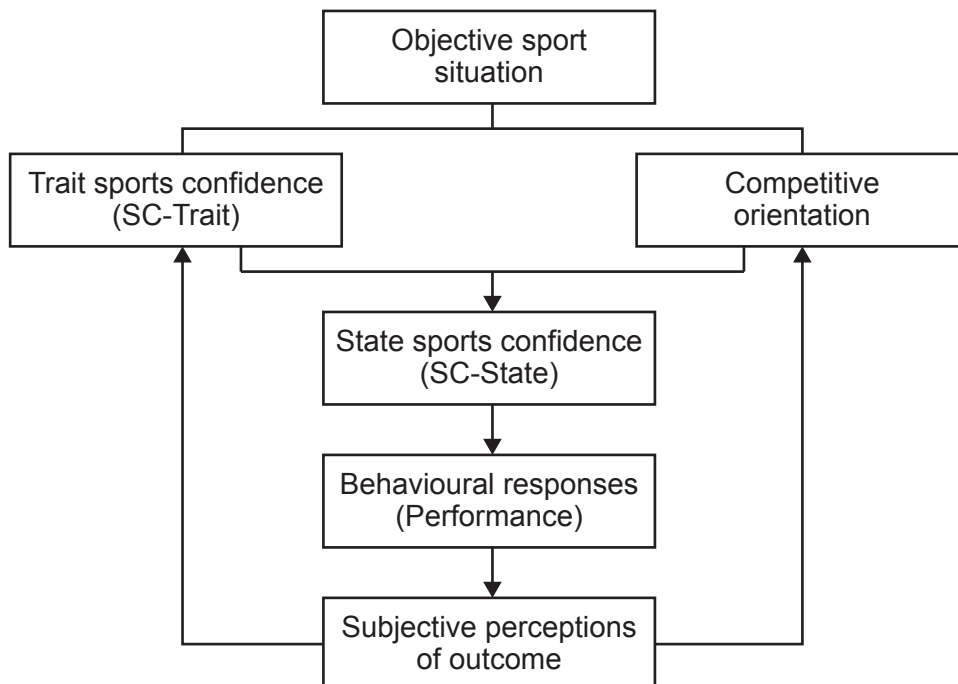 Objective sport
situation
Trait sports confidence
(SC-Trait)
Competitive
orientation
State sports confidence
(SC-State)
Behavioural responses
(Performance)
Subjective perceptions
of outcome